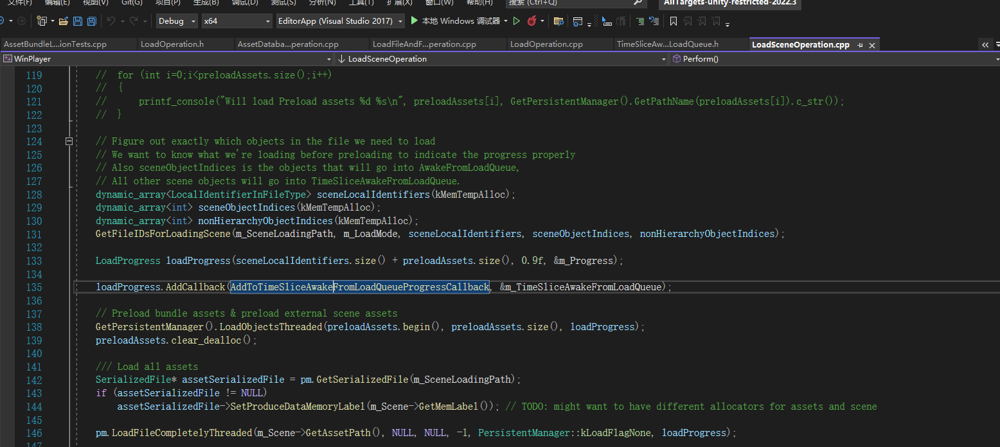 文件(F) 编辑(E) 视图(V) Git(G) 项目(P) 生成(B) 调试(D) 测试(S) 分析(N) 工具(T) 扩展(X) 窗口(W) 帮助(H) 搜索 (Ctrl+Q) AllTargets-unity-restricted-2022.3
Debug x64 EditorApp (Visual Studio 2017) 本地 Windows 调试器
AssetBundleL...ionTests.cpp LoadOperation.h AssetDataba...peration.cpp LoadFileAndF...peration.cpp LoadOperation.cpp TimeSliceAw...LoadQueue.h LoadSceneOperation.cpp
WinPlayer LoadSceneOperation Perform()
119 // for (int i=0;i<preloadAssets.size();i++)
120 // {
121 // printf_console("Will load Preload assets %d %s\n", preloadAssets[i], GetPersistentManager().GetPathName(preloadAssets[i]).c_str());
122 // }
123
124 // Figure out exactly which objects in the file we need to load
125 // We want to know what we're loading before preloading to indicate the progress properly
126 // Also sceneObjectIndices is the objects that will go into AwakeFromLoadQueue,
127 // All other scene objects will go into TimeSliceAwakeFromLoadQueue.
128 dynamic_array<LocalIdentifierInFileType> sceneLocalIdentifiers(kMemTempAlloc);
129 dynamic_array<int> sceneObjectIndices(kMemTempAlloc);
130 dynamic_array<int> nonHierarchyObjectIndices(kMemTempAlloc);
131 GetFileIDsForLoadingScene(m_SceneLoadingPath, m_LoadMode, sceneLocalIdentifiers, sceneObjectIndices, nonHierarchyObjectIndices);
132
133 LoadProgress loadProgress(sceneLocalIdentifiers.size() + preloadAssets.size(), 0.9f, &m_Progress);
134
135 loadProgress.AddCallback(AddToTimeSliceAwakeFromLoadQueueProgressCallback, &m_TimeSliceAwakeFromLoadQueue);
136
137 // Preload bundle assets & preload external scene assets
138 GetPersistentManager().LoadObjectsThreaded(preloadAssets.begin(), preloadAssets.size(), loadProgress);
139 preloadAssets.clear_dealloc();
140
141 /// Load all assets
142 SerializedFile* assetSerializedFile = pm.GetSerializedFile(m_SceneLoadingPath);
143 if (assetSerializedFile != NULL)
144 assetSerializedFile->SetProduceDataMemoryLabel(m_Scene->GetMemLabel()); // TODO: might want to have different allocators for assets and scene
145
146 pm.LoadFileCompletelyThreaded(m_Scene->GetAssetPath(), NULL, NULL, -1, PersistentManager::kLoadFlagNone, loadProgress);
147